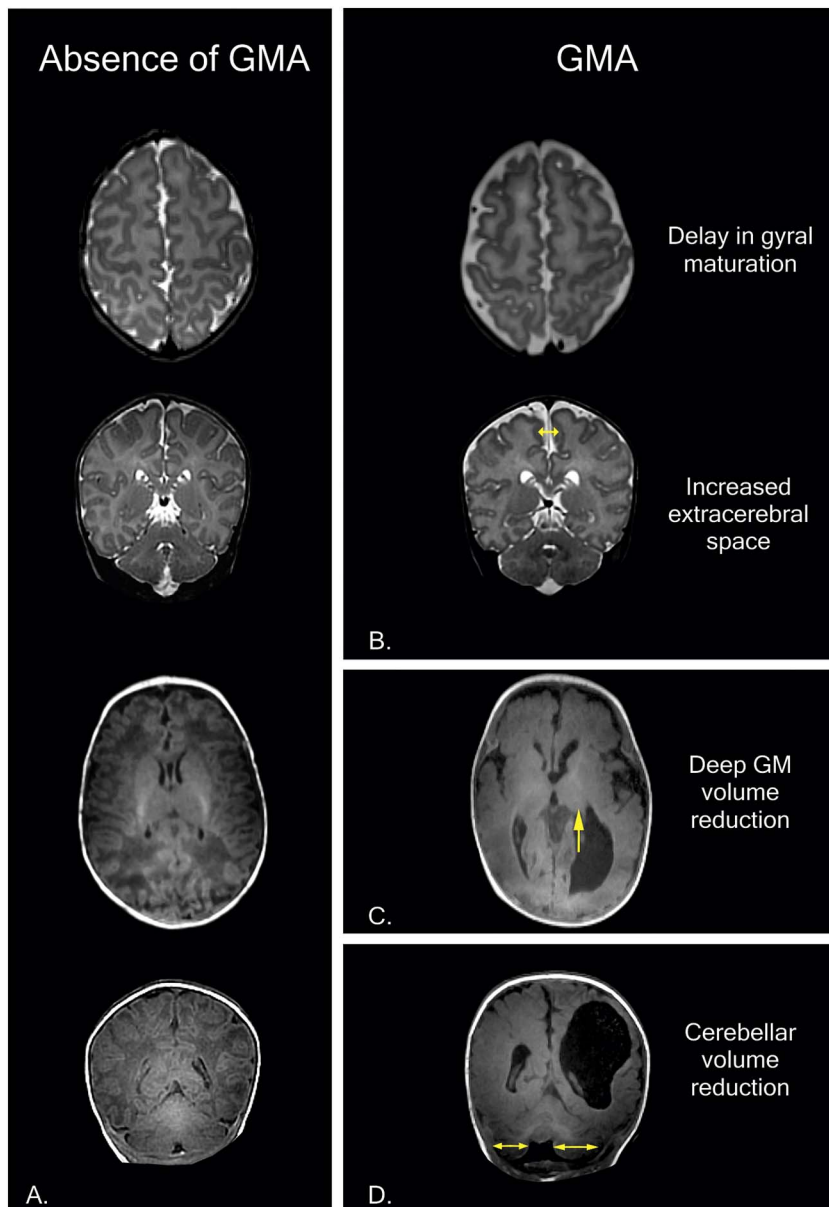 Absence of GMA
GMA
Delay in gyral
maturation
Increased
extracerebral
space
B.
Deep GM
volume
reduction
C.
Cerebellar
volume
reduction
A.
D.